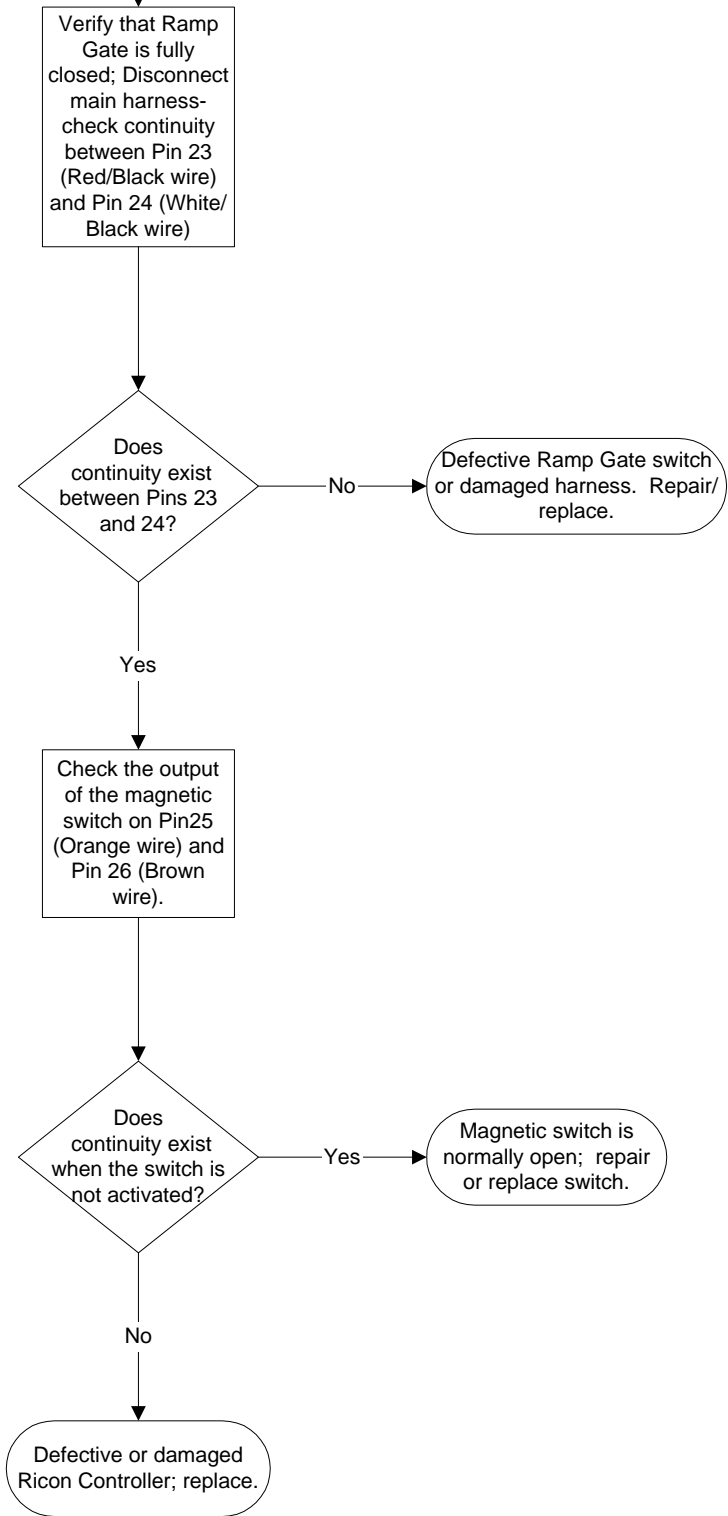 Verify that Ramp
Gate is fully
closed; Disconnect
main harness-
check continuity
between Pin 23
(Red/Black wire)
and Pin 24 (White/
Black wire)
Does
continuity exist
between Pins 23
and 24?
No
Defective Ramp Gate switch
or damaged harness.  Repair/
replace.
Yes
Check the output
of the magnetic
switch on Pin25
(Orange wire) and
Pin 26 (Brown
wire).
Does
continuity exist
when the switch is
not activated?
Yes
Magnetic switch is
normally open;  repair
or replace switch.
No
Defective or damaged
Ricon Controller; replace.